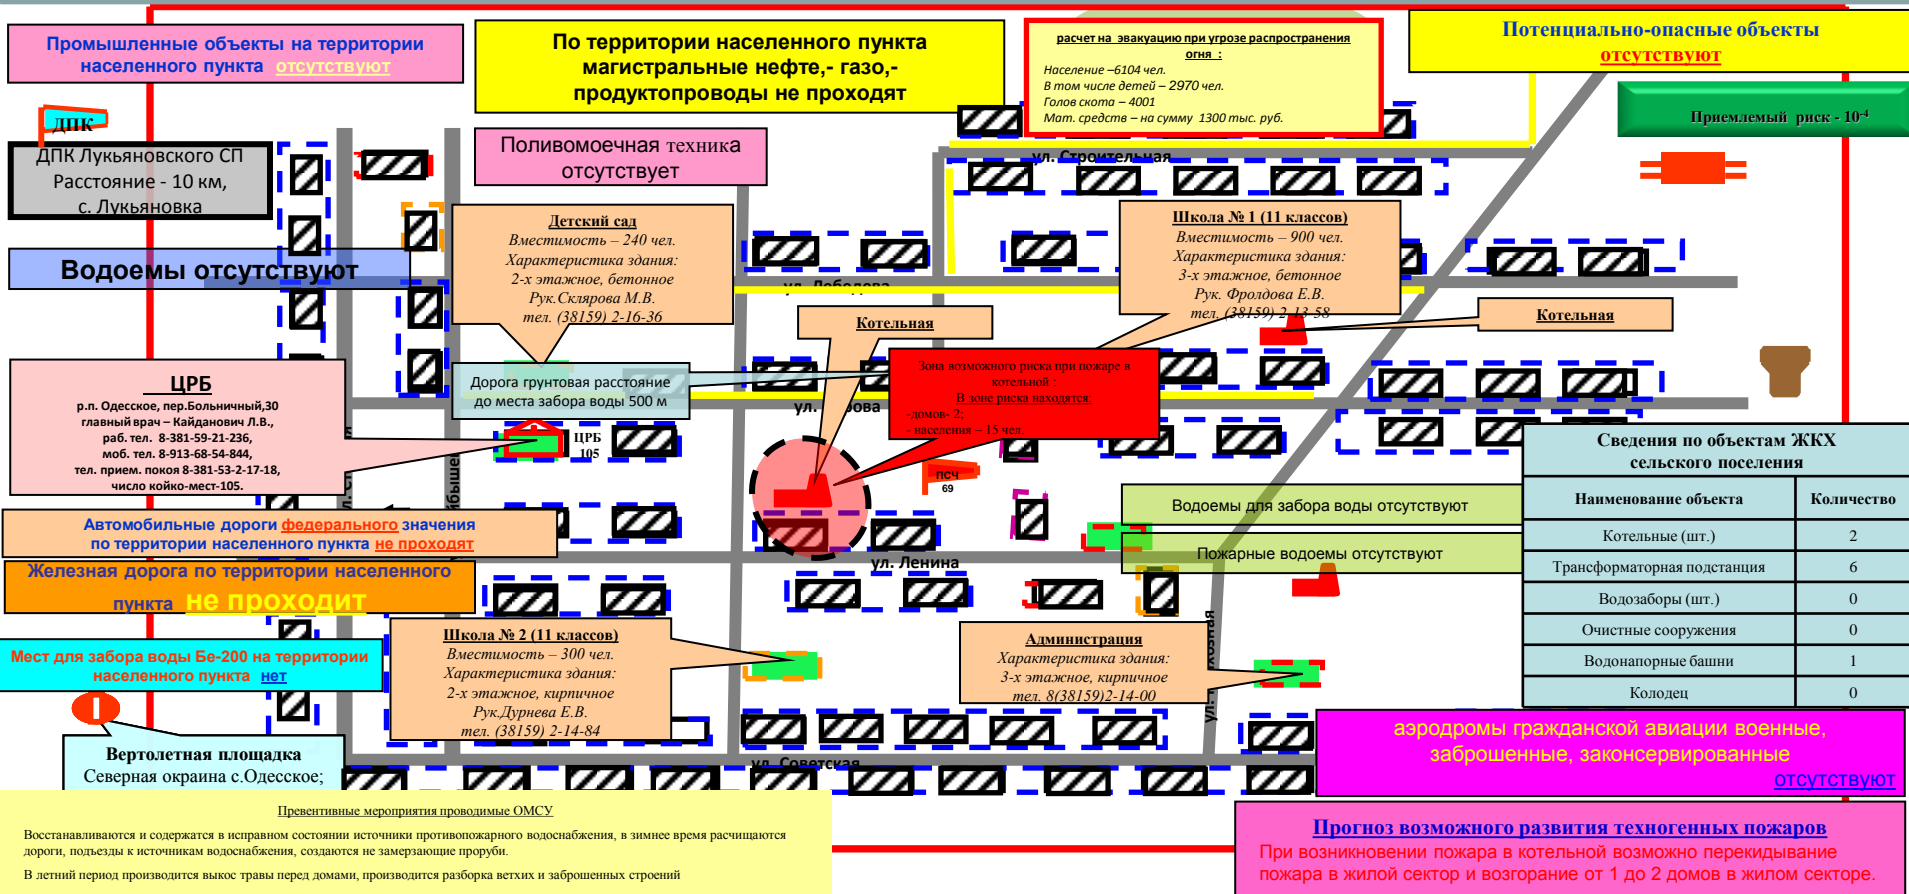 Промышленные объекты на территории
населенного пункта отсутствуют
По территории населенного пункта
магистральные нефте,- газо,-
продуктопроводы не проходят
расчет на эвакуацию при угрозе распространения
огня :
Население –6104 чел.
В том числе детей – 2970 чел.
Голов скота – 4001
Мат. средств – на сумму 1300 тыс. руб.
Потенциально-опасные объекты
отсутствуют
Приемлемый риск - 10-4
ДПК
ДПК Лукьяновского СП
Расстояние - 10 км,
с. Лукьяновка
Поливомоечная техника
отсутствует
ул. Строительная
Водоемы отсутствуют
Детский сад
Вместимость – 240 чел.
Характеристика здания:
2-х этажное, бетонное
Рук.Склярова М.В.
тел. (38159) 2-16-36
Школа № 1 (11 классов)
Вместимость – 900 чел.
Характеристика здания:
3-х этажное, бетонное
Рук. Фролдова Е.В.
тел. (38159) 2-13-58
ул. Лебедева
Котельная
Котельная
ЦРБ
р.п. Одесское, пер.Больничный,30
главный врач – Кайданович Л.В.,
раб. тел. 8-381-59-21-236,
моб. тел. 8-913-68-54-844,
тел. прием. покоя 8-381-53-2-17-18,
число койко-мест-105.
Дорога грунтовая расстояние
до места забора воды 500 м
Зона возможного риска при пожаре в
котельной :
В зоне риска находятся:
-домов- 2;
- населения – 15 чел.
ул.
ЦРБ
105
ПСЧ
69
Автомобильные дороги федерального значения
по территории населенного пункта не проходят
Водоемы для забора воды отсутствуют
Пожарные водоемы отсутствуют
ул. Ленина
Железная дорога по территории населенного
пункта не проходит
Сведения по объектам ЖКХ
сельского поселения
Наименование объекта Количество
Котельные (шт.) 2
Трансформаторная подстанция 6
Водозаборы (шт.) 0
Очистные сооружения 0
Водонапорные башни 1
Колодец 0
Мест для забора воды Бе-200 на территории
населенного пункта нет
Школа № 2 (11 классов)
Вместимость – 300 чел.
Характеристика здания:
2-х этажное, кирпичное
Рук.Дурнева Е.В.
тел. (38159) 2-14-84
Администрация
Характеристика здания:
3-х этажное, кирпичное
тел. 8(38159)2-14-00
Вертолетная площадка
Северная окраина с.Одесское;
ул. Советская
аэродромы гражданской авиации военные,
заброшенные, законсервированные
отсутствуют
Превентивные мероприятия проводимые ОМСУ
Восстанавливаются и содержатся в исправном состоянии источники противопожарного водоснабжения, в зимнее время расчищаются
дороги, подъезды к источникам водоснабжения, создаются не замерзающие проруби.
В летний период производится выкос травы перед домами, производится разборка ветхих и заброшенных строений
Прогноз возможного развития техногенных пожаров
При возникновении пожара в котельной возможно перекидывание
пожара в жилой сектор и возгорание от 1 до 2 домов в жилом секторе.